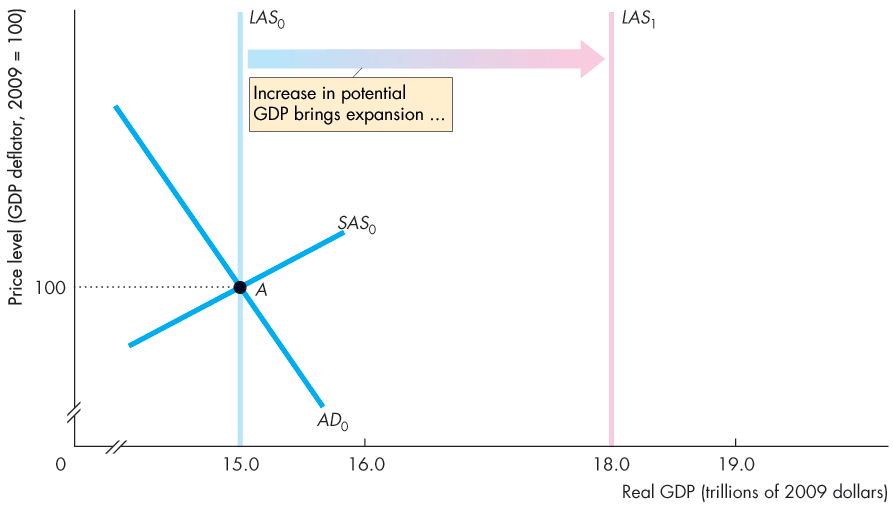 Price level (GDP deflator, 2009 = 100)
LAS0
LAS1
Increase in potential
GDP brings expansion ...
SAS0
100
A
AD0
0
15.0
16.0
18.0
19.0
Real GDP (trillions of 2009 dollars)